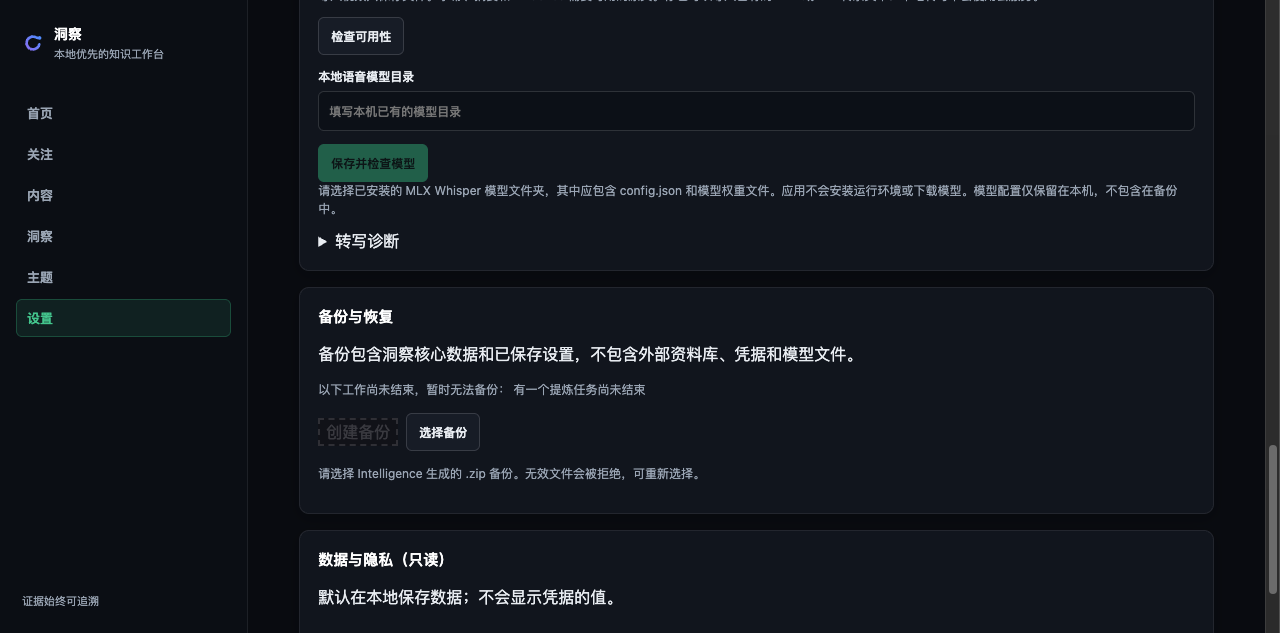 洞察
本地优先的知识工作台
首页
关注
内容
洞察
主题
设置
证据始终可追溯
检查可用性
本地语音模型目录
填写本机已有的模型目录
保存并检查模型
请选择已安装的 MLX Whisper 模型文件夹，其中应包含 config.json 和模型权重文件。应用不会安装运行环境或下载模型。模型配置仅保留在本机，不包含在备份
中。
转写诊断
备份与恢复
备份包含洞察核心数据和已保存设置，不包含外部资料库、凭据和模型文件。
以下工作尚未结束，暂时无法备份： 有一个提炼任务尚未结束
创建备份 选择备份
请选择 Intelligence 生成的 .zip 备份。无效文件会被拒绝，可重新选择。
数据与隐私（只读）
默认在本地保存数据；不会显示凭据的值。